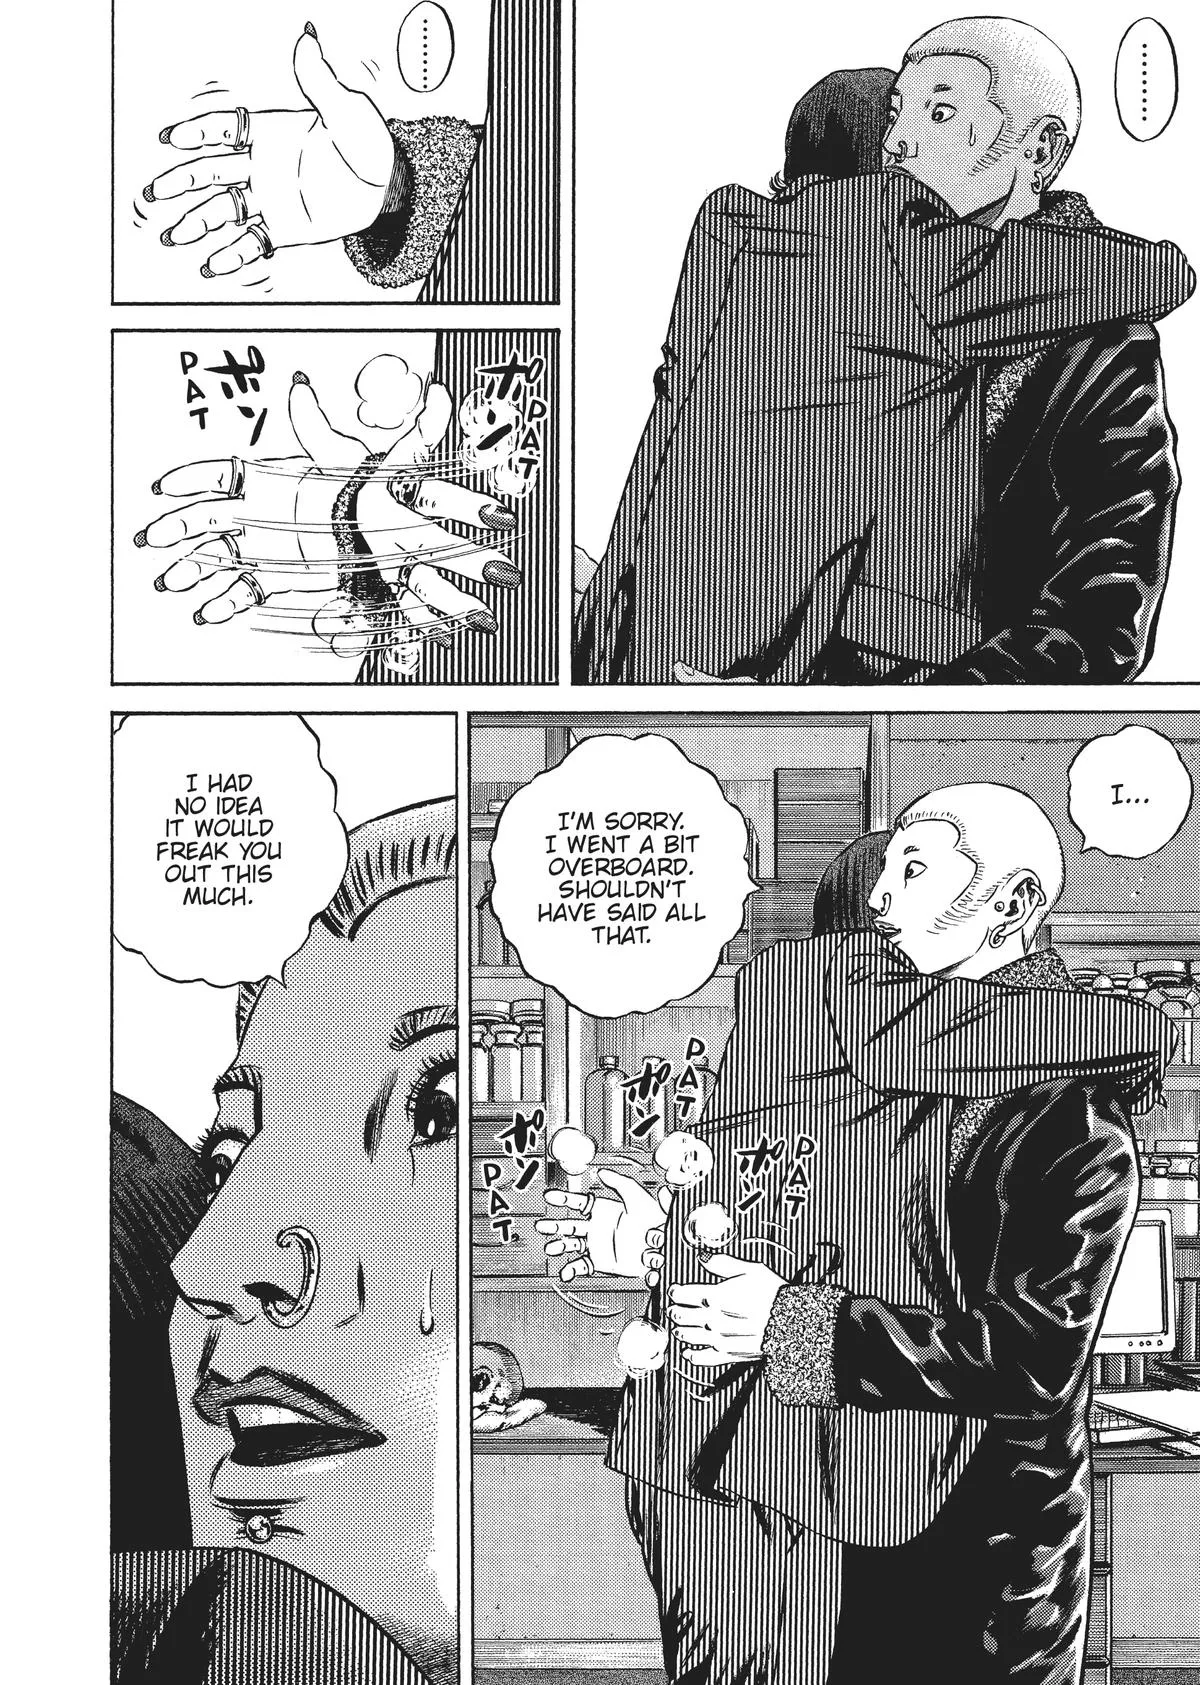 ………
………
ポン
PAT
ポン
PAT
I...
I'M SORRY.
I WENT A BIT
OVERBOARD.
SHOULDN'T
HAVE SAID ALL
THAT.
PAT
ポン
PAT
ポン
ポン
PAT
I HAD
NO IDEA
IT WOULD
FREAK YOU
OUT THIS
MUCH.